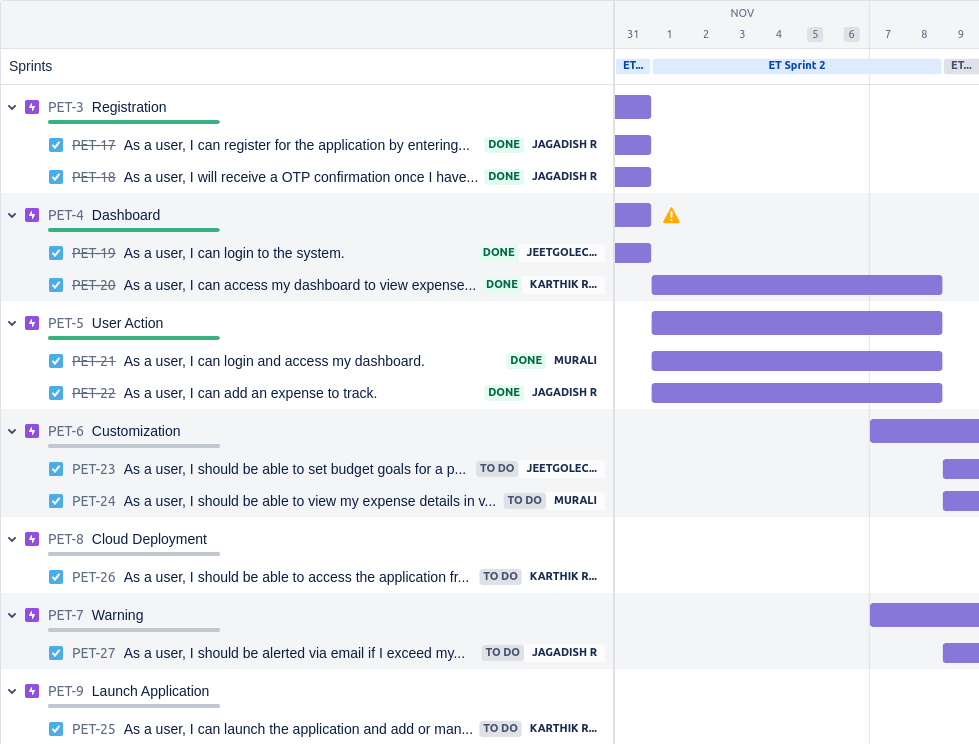 NOV
31 1 2 3 4 5 6 7 8 9
Sprints ET... ET Sprint 2 ET...
PET-3 Registration
PET-17 As a user, I can register for the application by entering... DONE JAGADISH R
PET-18 As a user, I will receive a OTP confirmation once I have... DONE JAGADISH R
PET-4 Dashboard
PET-19 As a user, I can login to the system. DONE JEETGOLEC...
PET-20 As a user, I can access my dashboard to view expense... DONE KARTHIK R...
PET-5 User Action
PET-21 As a user, I can login and access my dashboard. DONE MURALI
PET-22 As a user, I can add an expense to track. DONE JAGADISH R
PET-6 Customization
PET-23 As a user, I should be able to set budget goals for a p... TO DO JEETGOLEC...
PET-24 As a user, I should be able to view my expense details in v... TO DO MURALI
PET-8 Cloud Deployment
PET-26 As a user, I should be able to access the application fr... TO DO KARTHIK R...
PET-7 Warning
PET-27 As a user, I should be alerted via email if I exceed my... TO DO JAGADISH R
PET-9 Launch Application
PET-25 As a user, I can launch the application and add or man... TO DO KARTHIK R...